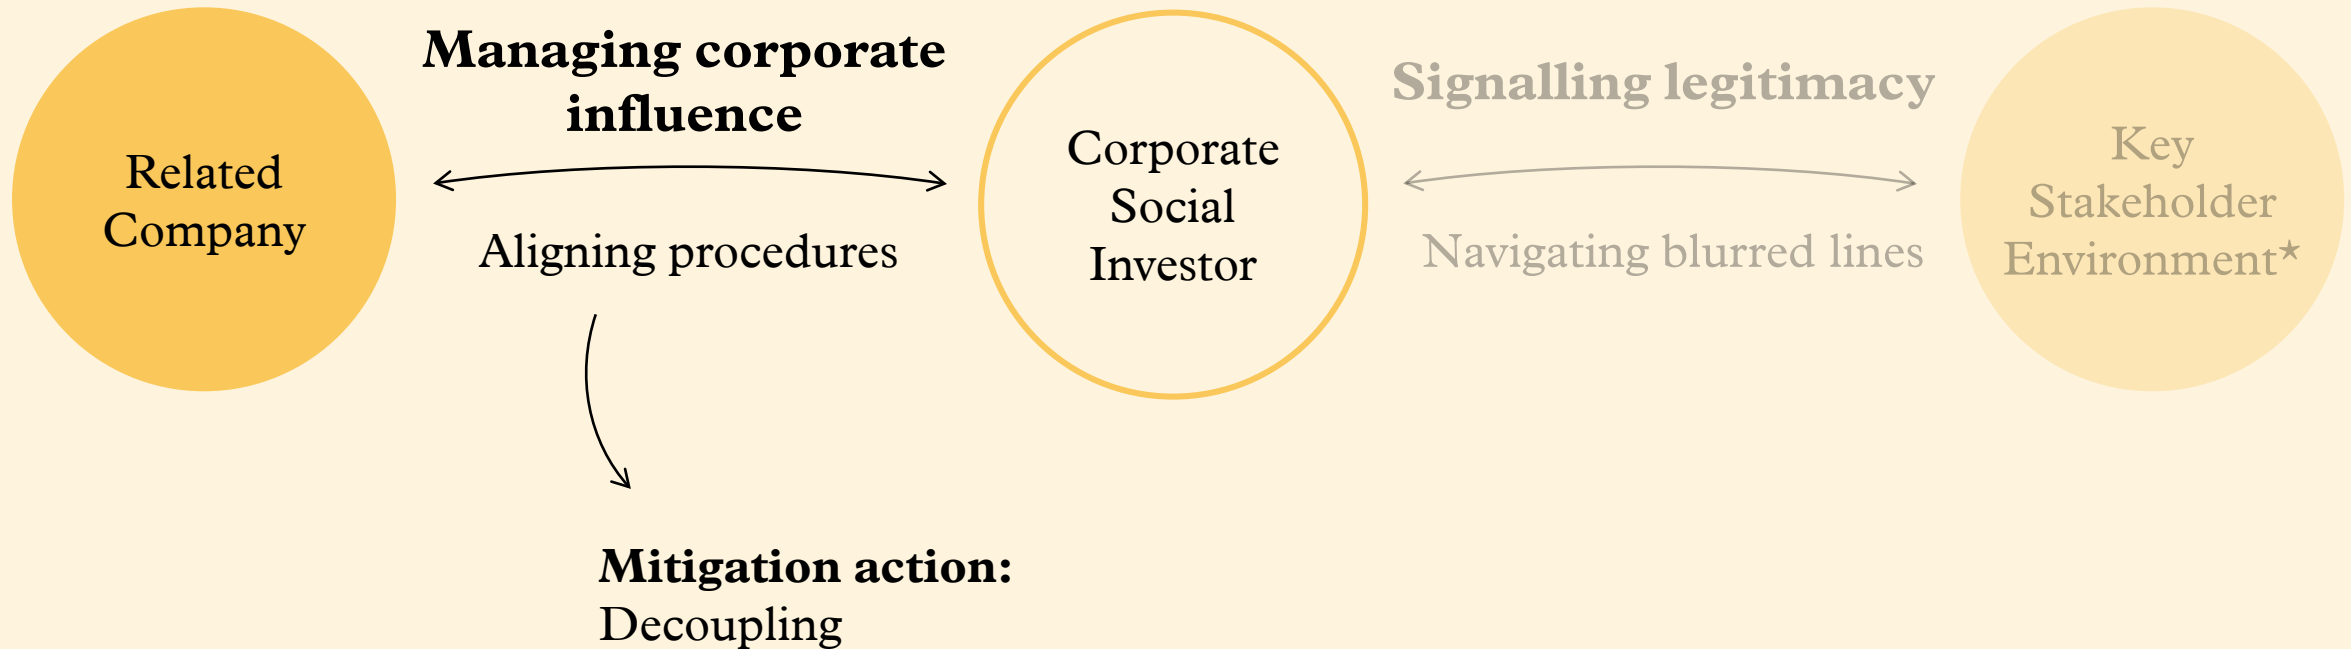 Related
Company
Managing corporate
influence
Aligning procedures
Corporate
Social
Investor
Signalling legitimacy
Navigating blurred lines
Key
Stakeholder
Environment★
Mitigation action:
Decoupling